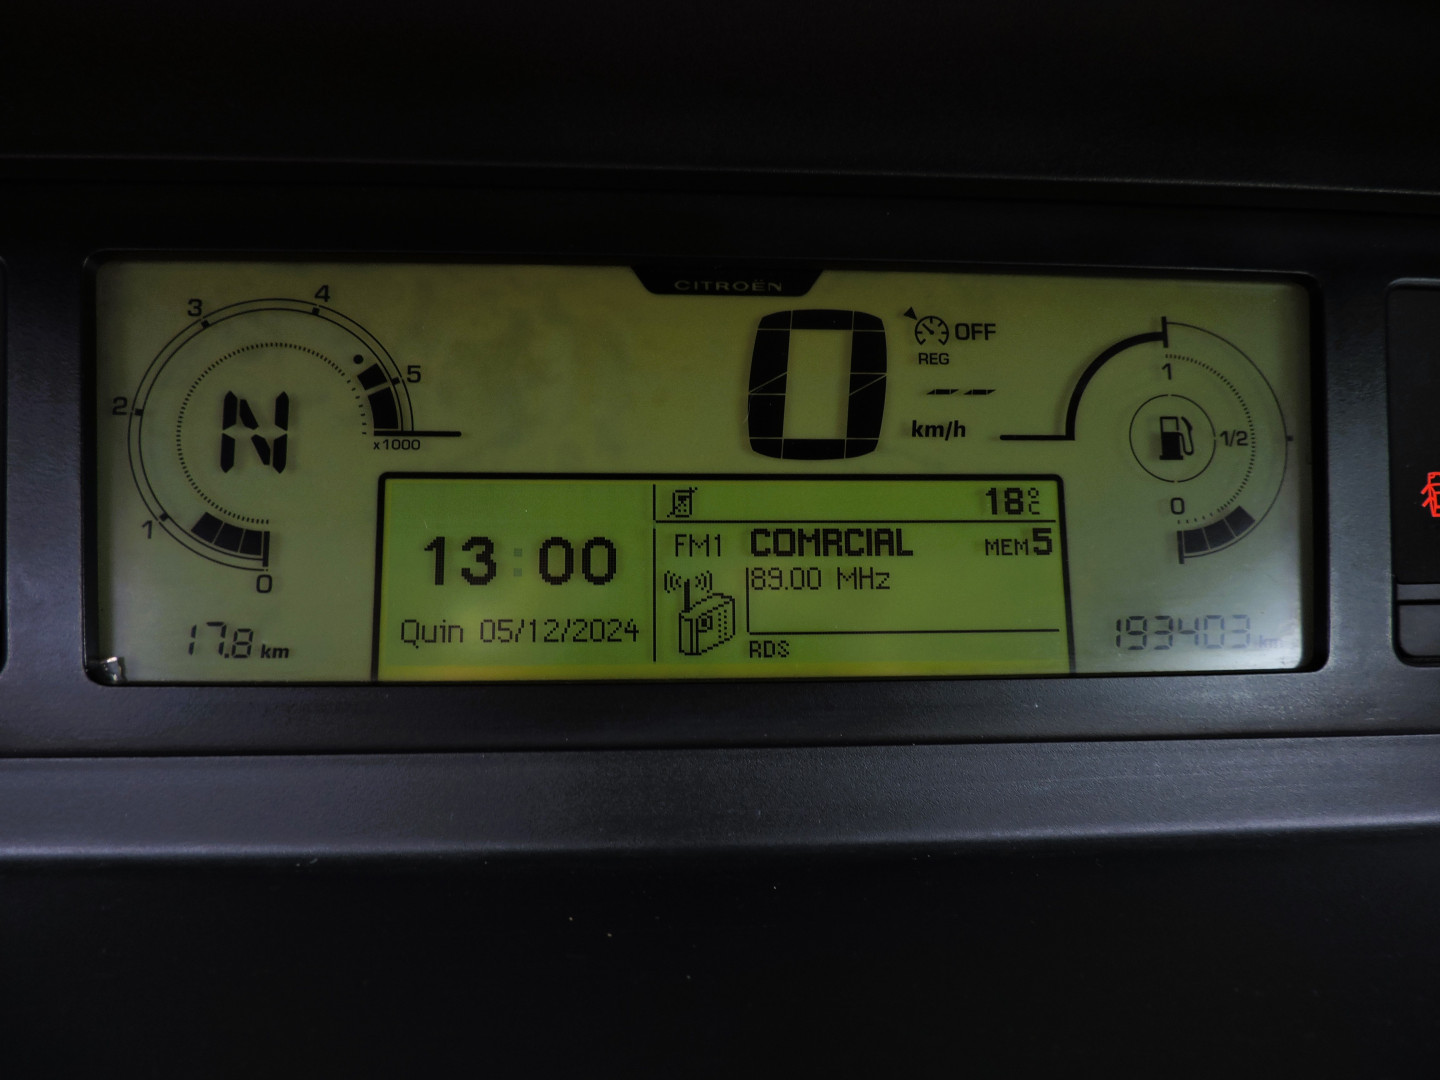 CITROËN
4
3
5
2
1
0
x1000
N
17.8 km
0
OFF
REG
km/h
1
1/2
0
193403 km
13:00
Quin 05/12/2024
18°C
FM1 COMRCIAL MEM5
89.00 MHz
RDS